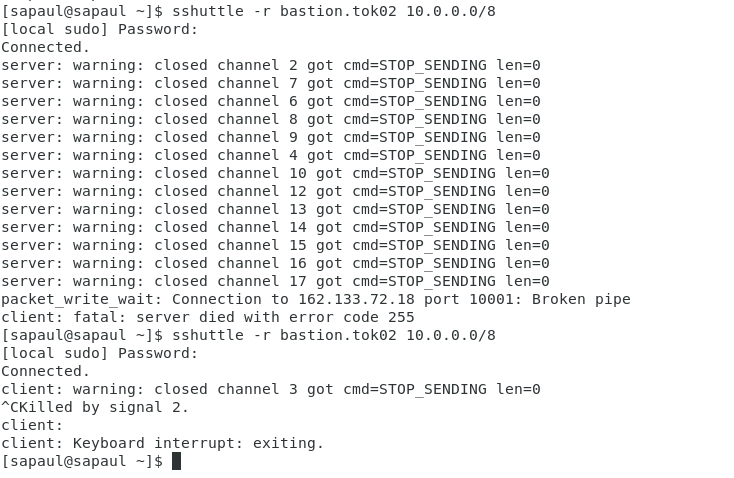 [sapaul@sapaul ~]$ sshuttle -r bastion.tok02 10.0.0.0/8
[local sudo] Password:
Connected.
server: warning: closed channel 2 got cmd=STOP_SENDING len=0
server: warning: closed channel 7 got cmd=STOP_SENDING len=0
server: warning: closed channel 6 got cmd=STOP_SENDING len=0
server: warning: closed channel 8 got cmd=STOP_SENDING len=0
server: warning: closed channel 9 got cmd=STOP_SENDING len=0
server: warning: closed channel 4 got cmd=STOP_SENDING len=0
server: warning: closed channel 10 got cmd=STOP_SENDING len=0
server: warning: closed channel 12 got cmd=STOP_SENDING len=0
server: warning: closed channel 13 got cmd=STOP_SENDING len=0
server: warning: closed channel 14 got cmd=STOP_SENDING len=0
server: warning: closed channel 15 got cmd=STOP_SENDING len=0
server: warning: closed channel 16 got cmd=STOP_SENDING len=0
server: warning: closed channel 17 got cmd=STOP_SENDING len=0
packet_write_wait: Connection to 162.133.72.18 port 10001: Broken pipe
client: fatal: server died with error code 255
[sapaul@sapaul ~]$ sshuttle -r bastion.tok02 10.0.0.0/8
[local sudo] Password:
Connected.
client: warning: closed channel 3 got cmd=STOP_SENDING len=0
^CKilled by signal 2.
client:
client: Keyboard interrupt: exiting.
[sapaul@sapaul ~]$